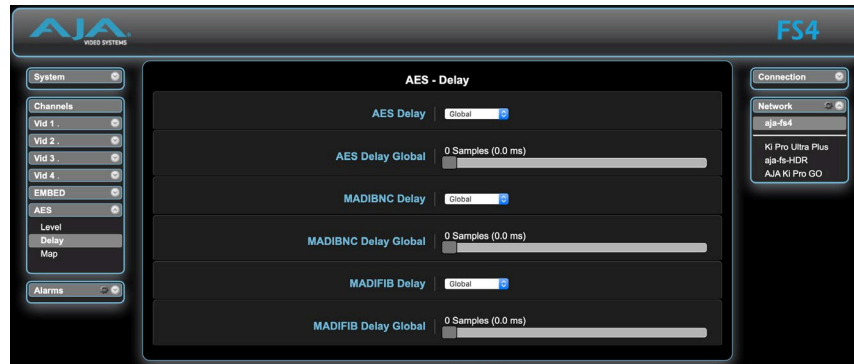 AJA
VIDEO SYSTEMS
FS4
System
Channels
Vid 1 .
Vid 2 .
Vid 3 .
Vid 4 .
EMBED
AES
Level
Delay
Map
Alarms
AES - Delay
AES Delay
Global
AES Delay Global
0 Samples (0.0 ms)
MADIBNC Delay
Global
MADIBNC Delay Global
0 Samples (0.0 ms)
MADIFIB Delay
Global
MADIFIB Delay Global
0 Samples (0.0 ms)
Connection
Network
aja-fs4
Ki Pro Ultra Plus
aja-fs-HDR
AJA Ki Pro GO